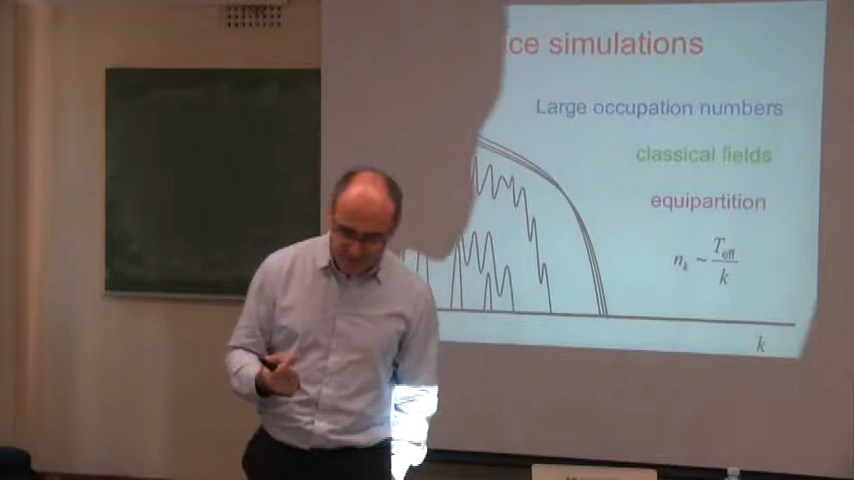 ce simulations
Large occupation numbers
classical fields
equipartition
n_k ~ T_eff / k
k